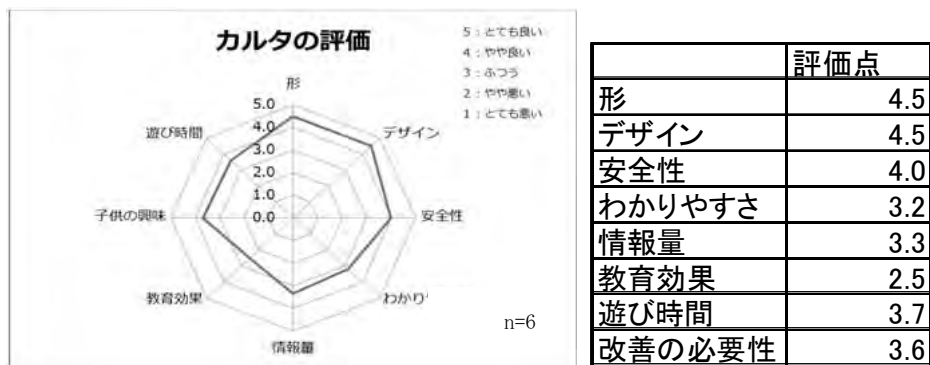 カルタの評価
5：とても良い
4：やや良い
3：ふつう
2：やや悪い
1：とても悪い
形
5.0
4.0
3.0
2.0
1.0
0.0
デザイン
安全性
わかり
情報量
教育効果
子供の興味
遊び時間
n=6
評価点
形 4.5
デザイン 4.5
安全性 4.0
わかりやすさ 3.2
情報量 3.3
教育効果 2.5
遊び時間 3.7
改善の必要性 3.6